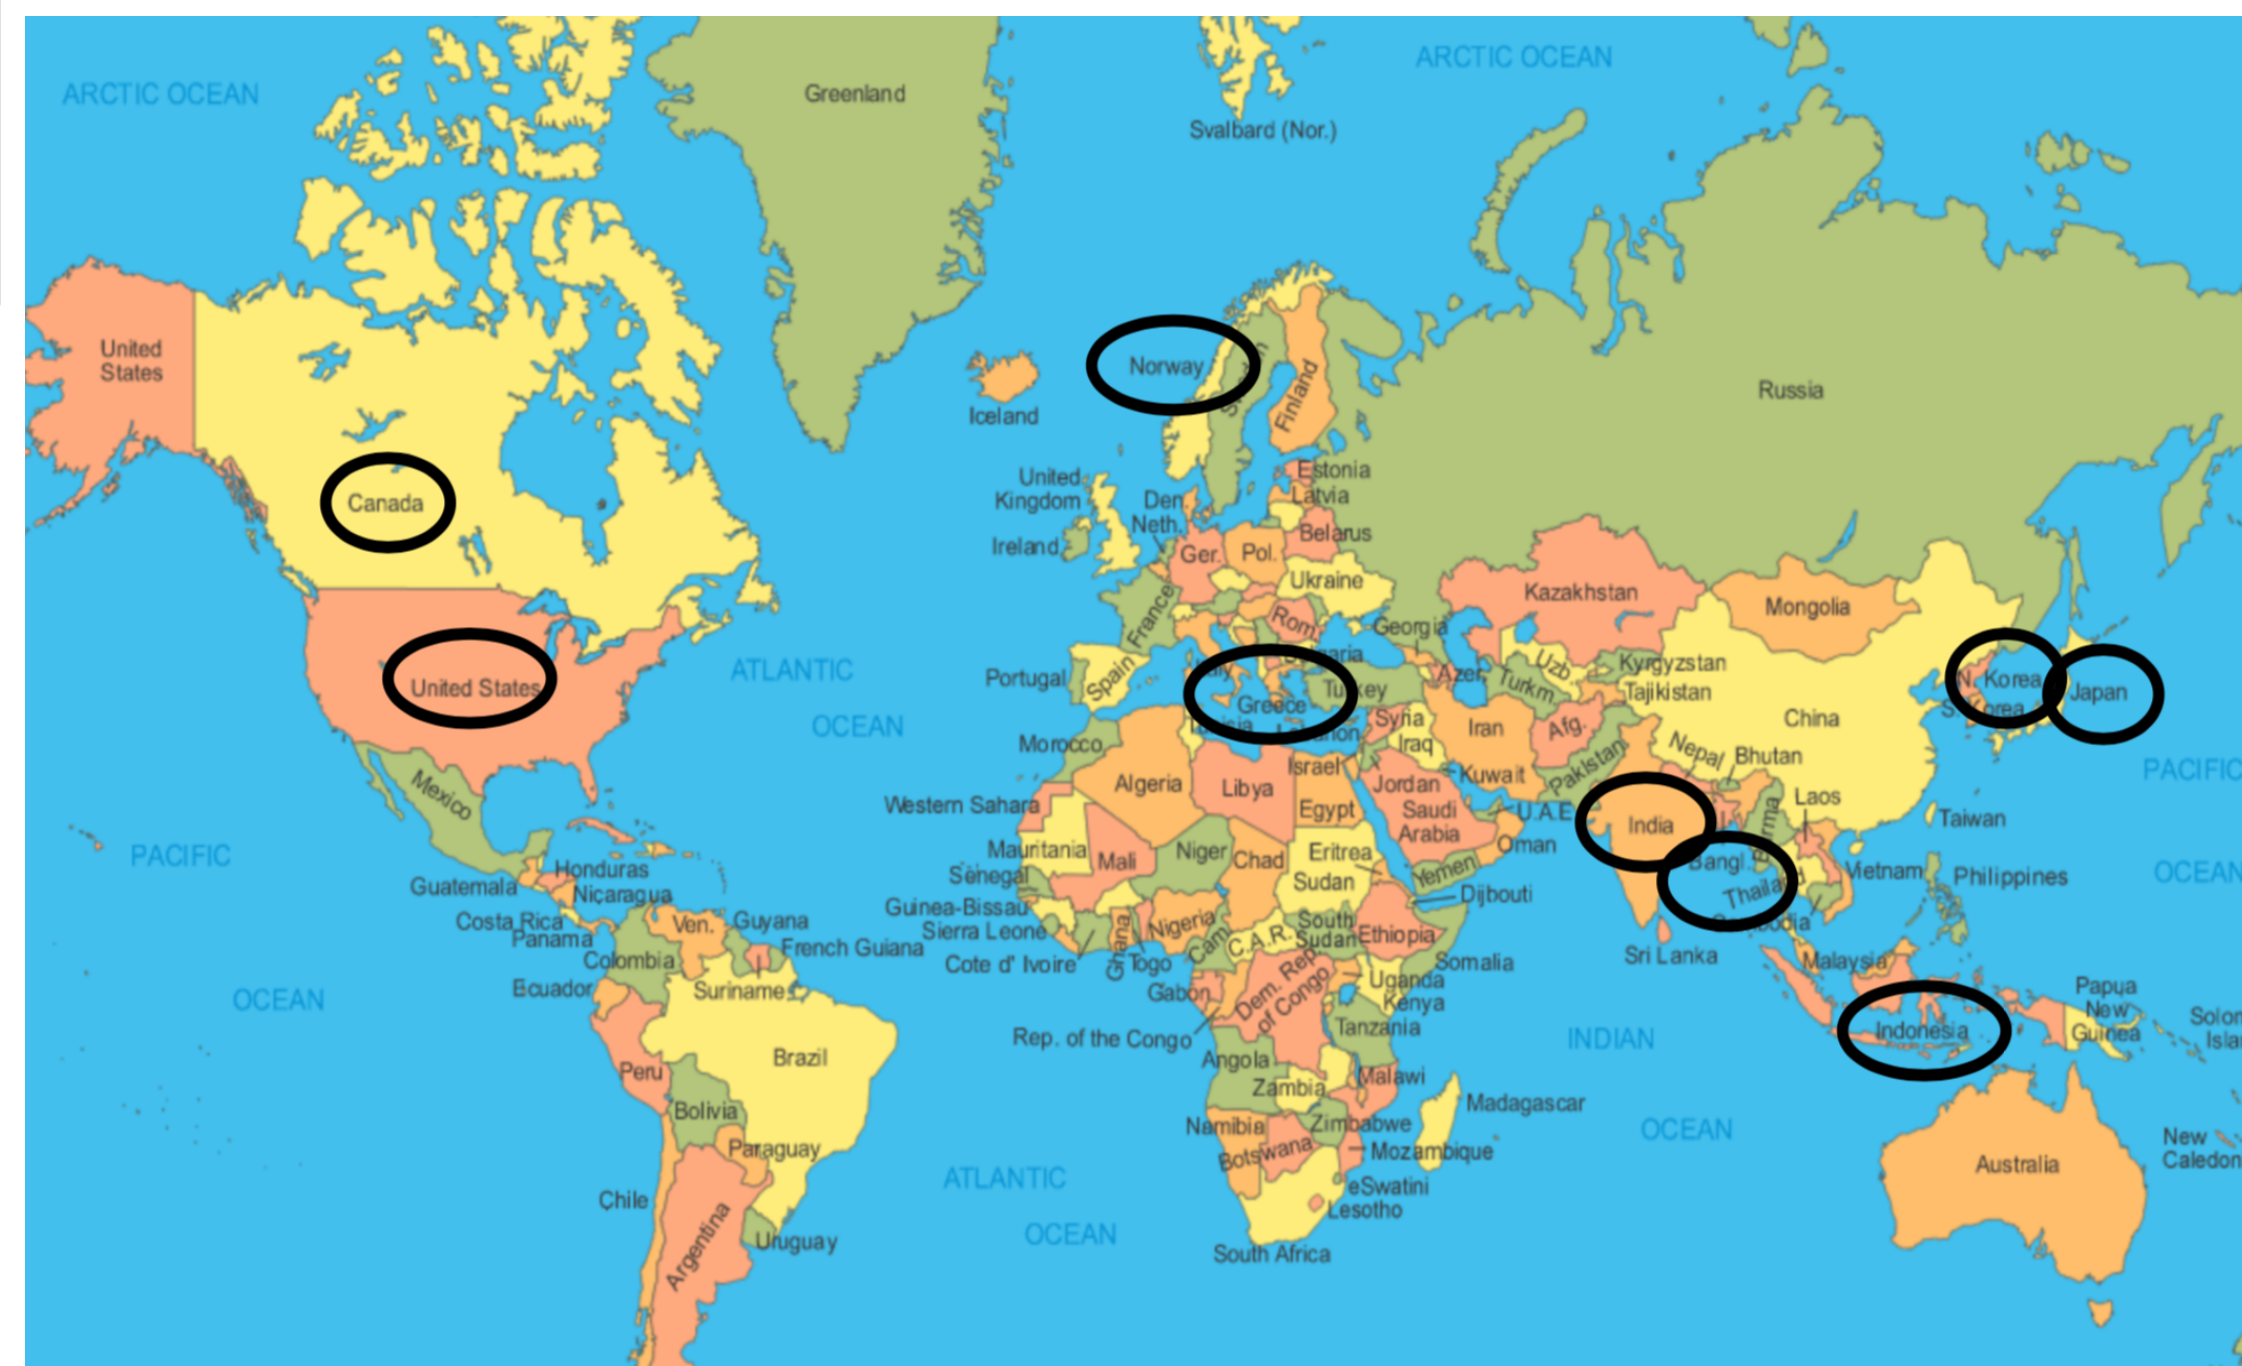 ARCTIC OCEAN
ARCTIC OCEAN
Greenland
Svalbard (Nor.)
United
States
Canada
United States
Mexico
Iceland
Norway
Finland
Russia
United
Kingdom
Ireland
Den.
Neth.
Estonia
Latvia
Belarus
Ger.
Pol.
Ukraine
France
Rom.
Portugal
Spain
Greece
Turkey
Georgia
Azer.
Kazakhstan
Uzb.
Turkm.
Kyrgyzstan
Tajikistan
Mongolia
China
N. Korea
S. Korea
Japan
ATLANTIC
OCEAN
PACIFIC
OCEAN
PACIFIC
OCEAN
Morocco
Algeria
Libya
Egypt
Israel
Lebanon
Syria
Iraq
Iran
Afg.
Pakistan
Nepal
Bhutan
Kuwait
Jordan
Saudi
Arabia
U.A.E
Oman
Yemen
India
Bangl.
Burma
Laos
Thailand
Vietnam
Taiwan
Philippines
Sri Lanka
Malaysia
Indonesia
Papua
New
Guinea
Western Sahara
Mauritania
Mali
Niger
Chad
Sudan
Eritrea
Djibouti
Senegal
Guinea-Bissau
Sierra Leone
Cote d' Ivoire
Ghana
Togo
Nigeria
Cam.
C.A.R.
South
Sudan
Ethiopia
Somalia
Gabon
Rep. of the Congo
Dem. Rep.
of Congo
Uganda
Kenya
Tanzania
Angola
Zambia
Malawi
Namibia
Botswana
Zimbabwe
Mozambique
Madagascar
eSwatini
Lesotho
South Africa
Guatemala
Honduras
Nicaragua
Costa Rica
Panama
Ven.
Guyana
French Guiana
Colombia
Suriname
Ecuador
Peru
Brazil
Bolivia
Paraguay
Chile
Argentina
Uruguay
ATLANTIC
OCEAN
INDIAN
OCEAN
Australia
New